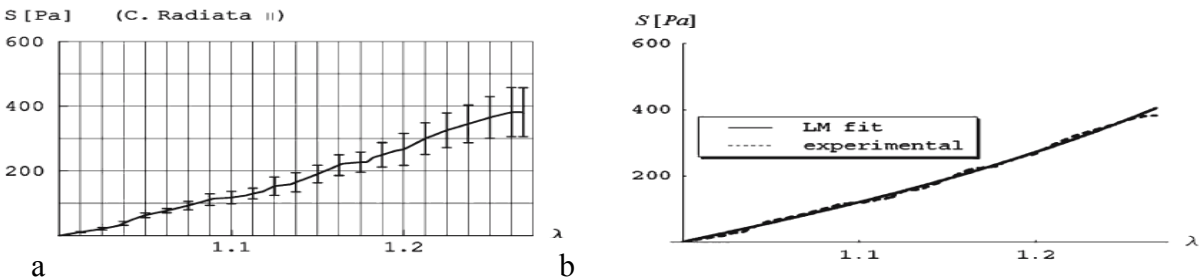 S [Pa] (C. Radiata ||)
600
400
200
1.1
1.2
λ
a
S [Pa]
600
400
200
LM fit
experimental
1.1
1.2
λ
b